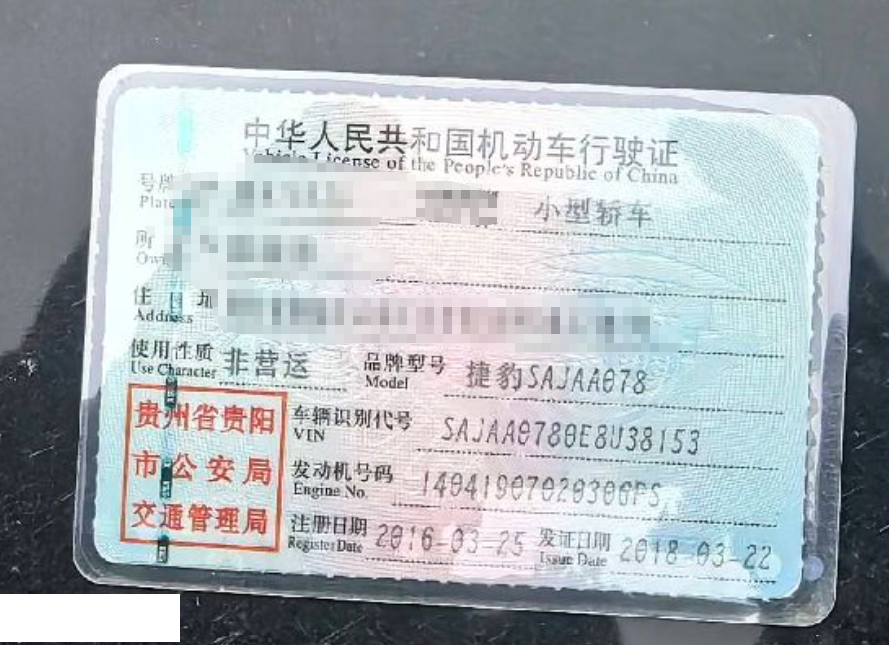 中华人民共和国机动车行驶证
Vehicle License of the People's Republic of China
号牌 小型轿车
Plate
所
住 址
Address
使用性质 非营运 品牌型号 捷豹SAJAA078
Use Character Model
贵州省贵阳 车辆识别代号 SAJAA0780E8U38153
VIN
市公安局 发动机号码 14041907020306PS
Engine No.
交通管理局 注册日期 2016-03-25 发证日期 2018-03-22
Register Date Issue Date